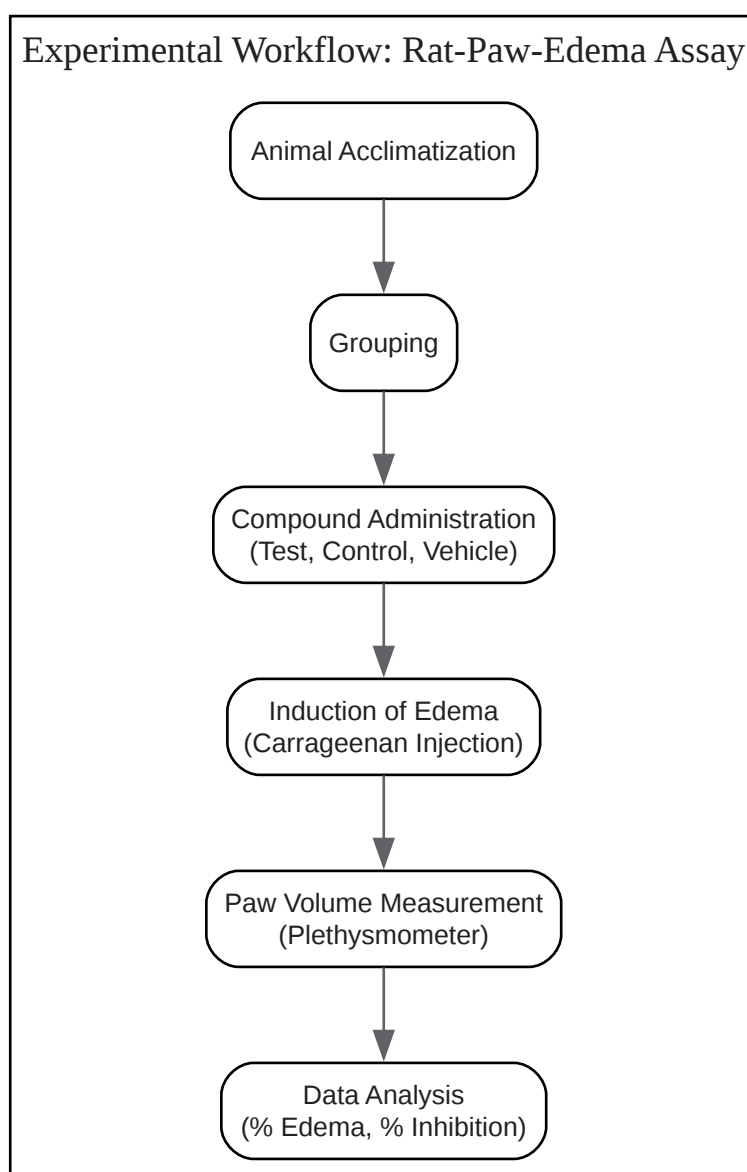 Experimental Workflow: Rat-Paw-Edema Assay
Animal Acclimatization
Grouping
Compound Administration
(Test, Control, Vehicle)
Induction of Edema
(Carrageenan Injection)
Paw Volume Measurement
(Plethysmometer)
Data Analysis
(% Edema, % Inhibition)